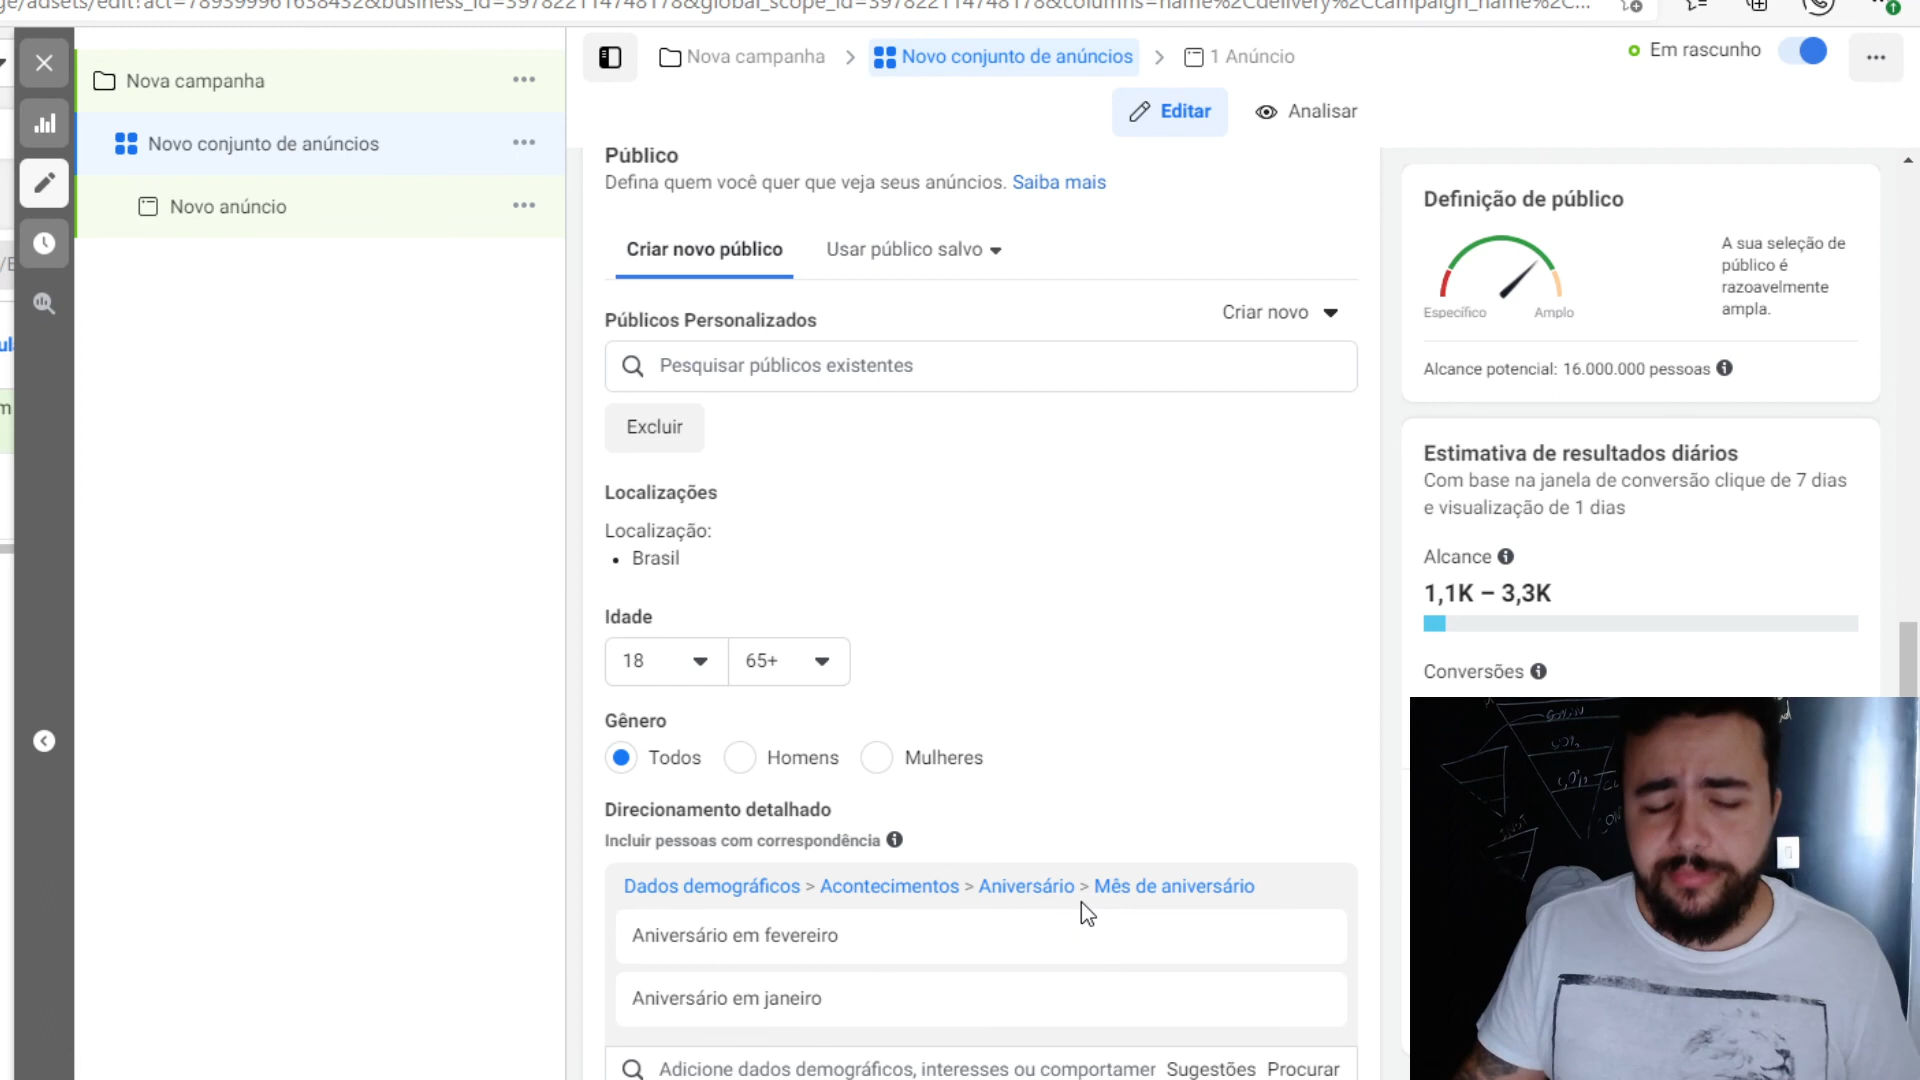 Nova campanha
Novo conjunto de anúncios
Novo anúncio
Nova campanha > Novo conjunto de anúncios > 1 Anúncio
Em rascunho
Editar
Analisar
Público
Defina quem você quer que veja seus anúncios. Saiba mais
Criar novo público
Usar público salvo
Públicos Personalizados
Criar novo
Pesquisar públicos existentes
Excluir
Localizações
Localização:
• Brasil
Idade
18
65+
Gênero
Todos
Homens
Mulheres
Direcionamento detalhado
Incluir pessoas com correspondência
Dados demográficos > Acontecimentos > Aniversário > Mês de aniversário
Aniversário em fevereiro
Aniversário em janeiro
Adicione dados demográficos, interesses ou comportamer
Sugestões
Procurar
Definição de público
A sua seleção de
público é
razoavelmente
ampla.
Específico
Amplo
Alcance potencial: 16.000.000 pessoas
Estimativa de resultados diários
Com base na janela de conversão clique de 7 dias
e visualização de 1 dias
Alcance
1,1K – 3,3K
Conversões